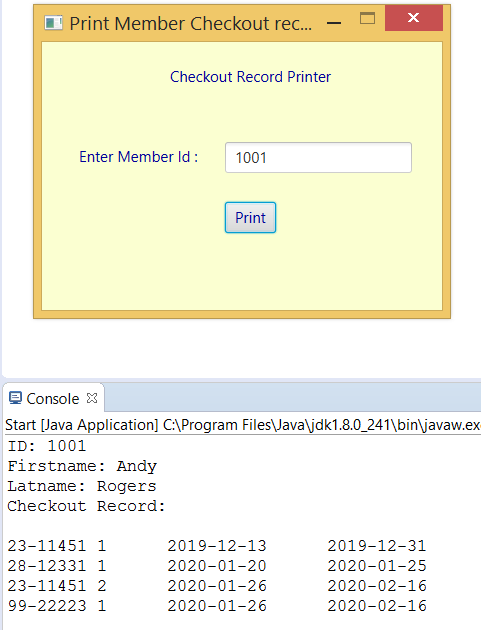 Print Member Checkout rec...
Checkout Record Printer
Enter Member Id :
1001
Print
Console
Start [Java Application] C:\Program Files\Java\jdk1.8.0_241\bin\javaw.exe
ID: 1001
Firstname: Andy
Latname: Rogers
Checkout Record:
23-11451 1 2019-12-13 2019-12-31
28-12331 1 2020-01-20 2020-01-25
23-11451 2 2020-01-26 2020-02-16
99-22223 1 2020-01-26 2020-02-16